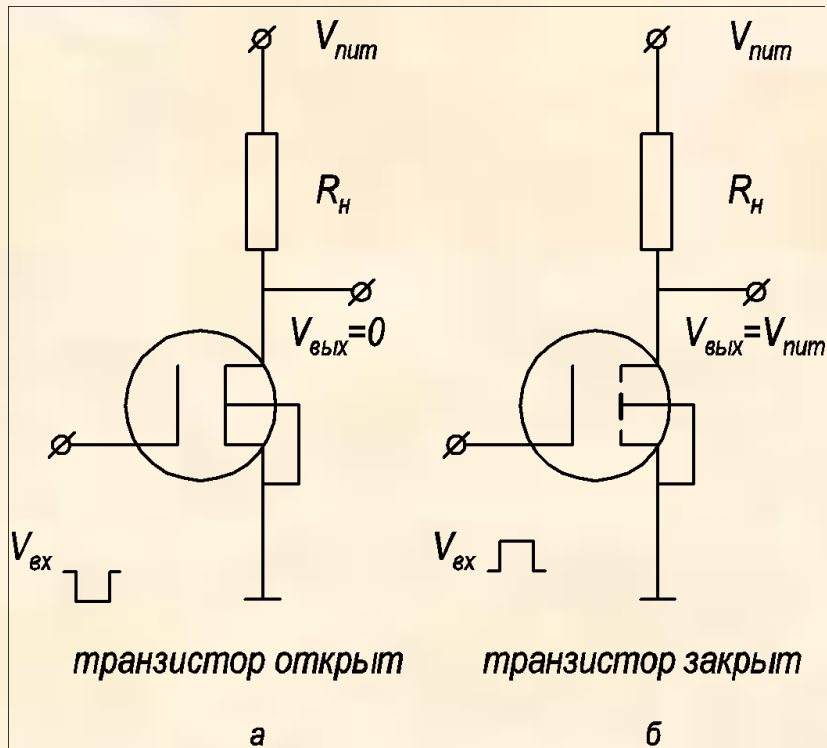 Vпит Vпит
Rн Rн
Vвых=0 Vвых=Vпит
Vвх Vвх
транзистор открыт транзистор закрыт
а б